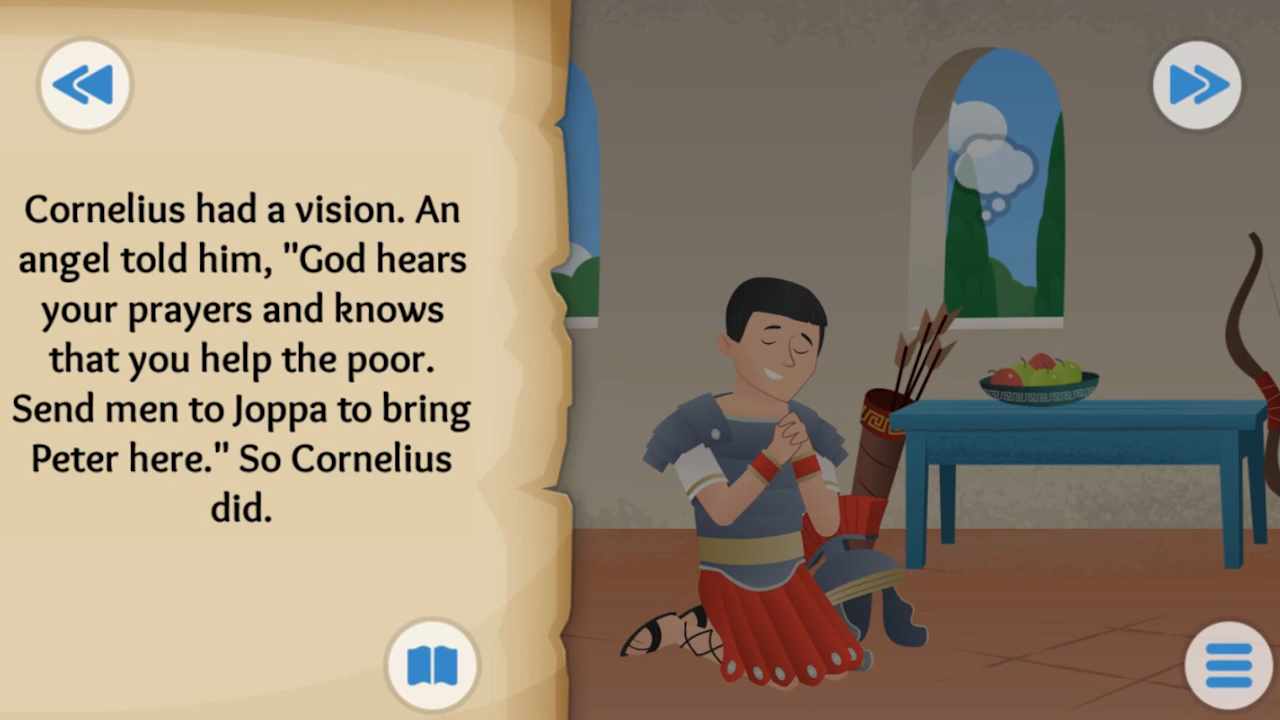 Cornelius had a vision. An
angel told him, "God hears
your prayers and knows
that you help the poor.
Send men to Joppa to bring
Peter here." So Cornelius
did.